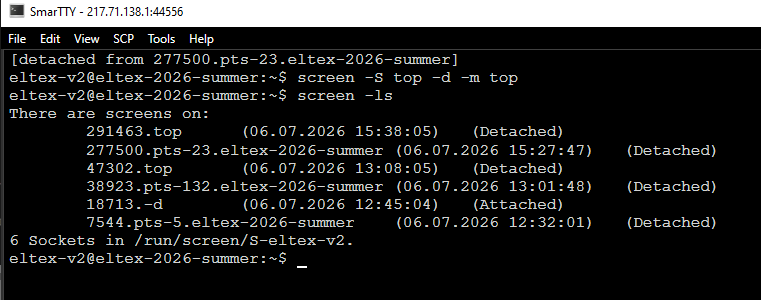 SmarTTY - 217.71.138.1:44556
File Edit View SCP Tools Help
[detached from 277500.pts-23.eltex-2026-summer]
eltex-v2@eltex-2026-summer:~$ screen -S top -d -m top
eltex-v2@eltex-2026-summer:~$ screen -ls
There are screens on:
291463.top (06.07.2026 15:38:05) (Detached)
277500.pts-23.eltex-2026-summer (06.07.2026 15:27:47) (Detached)
47302.top (06.07.2026 13:08:05) (Detached)
38923.pts-132.eltex-2026-summer (06.07.2026 13:01:48) (Detached)
18713.-d (06.07.2026 12:45:04) (Attached)
7544.pts-5.eltex-2026-summer (06.07.2026 12:32:01) (Detached)
6 Sockets in /run/screen/S-eltex-v2.
eltex-v2@eltex-2026-summer:~$